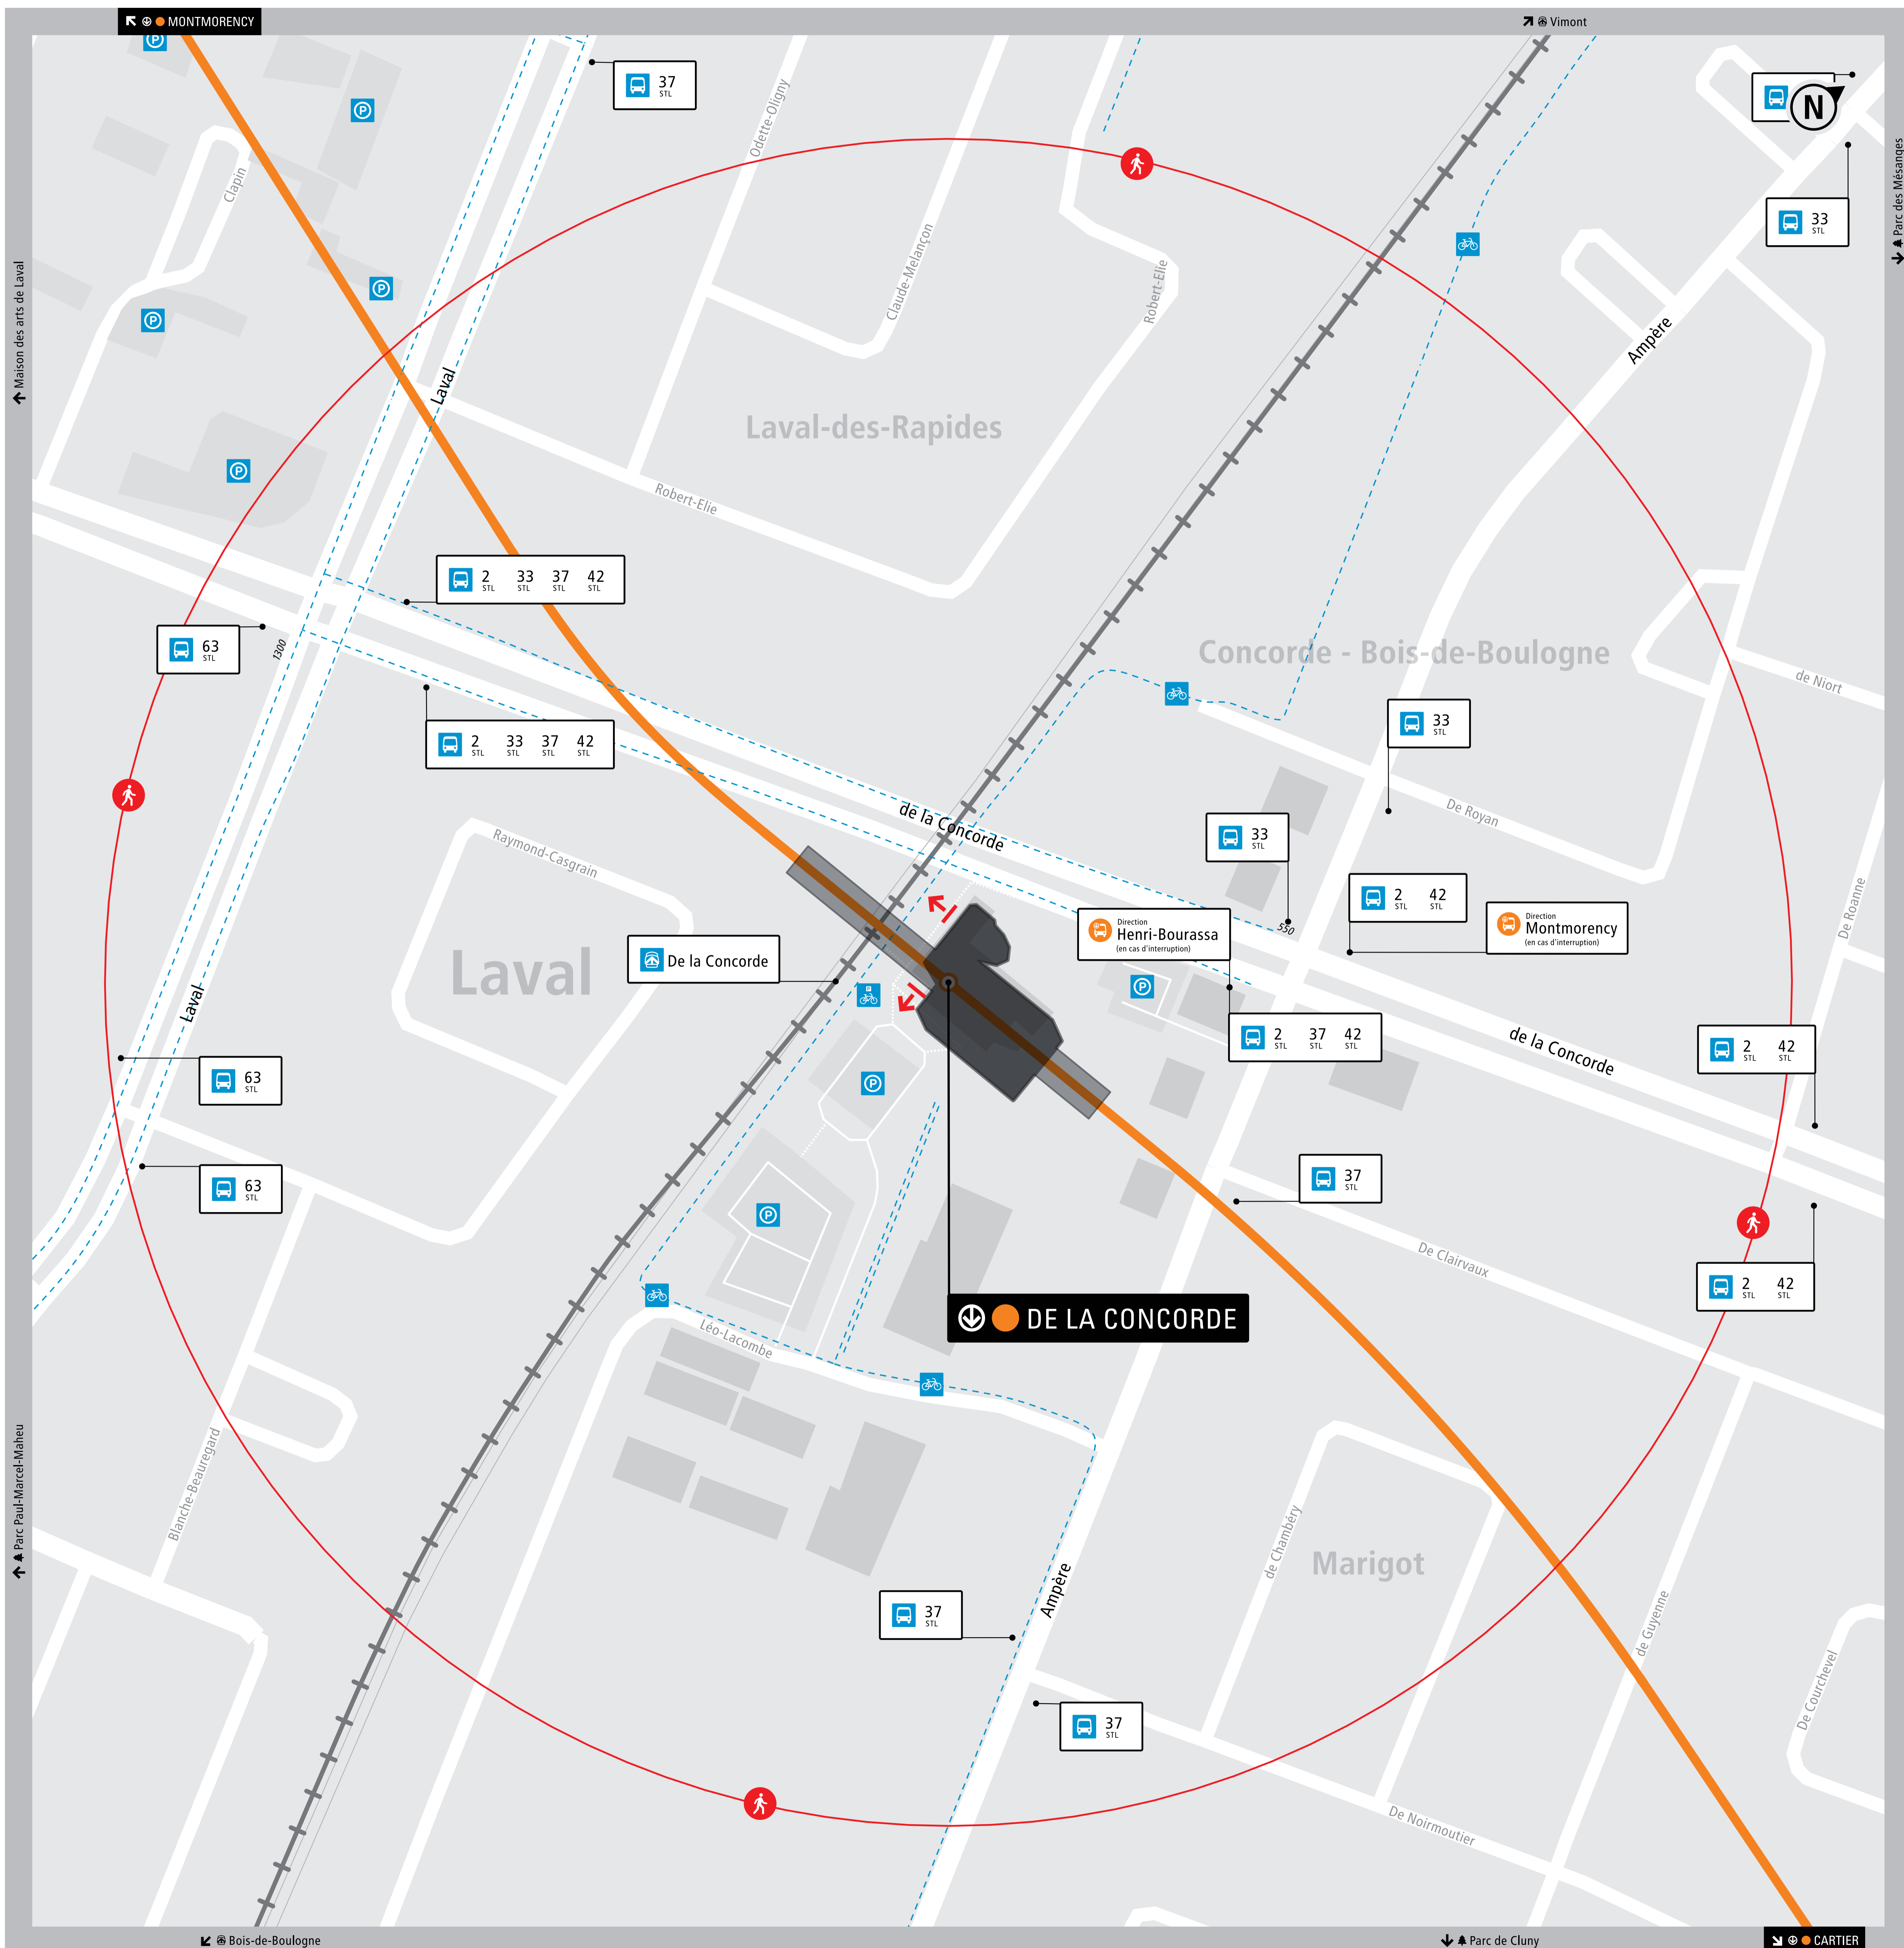 MONTMORENCY
Vimont
37
STL
N
33
STL
Parc des Mésanges
Maison des arts de Laval
Clapin
Odette-Oligny
Claude-Melançon
Robert-Elie
Ampère
Laval
Laval-des-Rapides
Robert-Elie
2 33 37 42
STL STL STL STL
63
STL
1300
Concorde - Bois-de-Boulogne
de Niort
2 33 37 42
STL STL STL STL
33
STL
De Royan
de la Concorde
33
STL
Raymond-Casgrain
2 42
STL STL
Direction
Henri-Bourassa
(en cas d'interruption)
550
Direction
Montmorency
(en cas d'interruption)
De Roanne
Laval
De la Concorde
P
Laval
2 37 42
STL STL STL
de la Concorde
2 42
STL STL
63
STL
63
STL
37
STL
De Clairvaux
2 42
STL STL
DE LA CONCORDE
Léo-Lacombe
Parc Paul-Marcel-Maheu
Blanche-Beauregard
de Chambéry
Marigot
Ampère
37
STL
de Guyenne
De Courchevel
37
STL
De Noirmoutier
Bois-de-Boulogne
Parc de Cluny
CARTIER